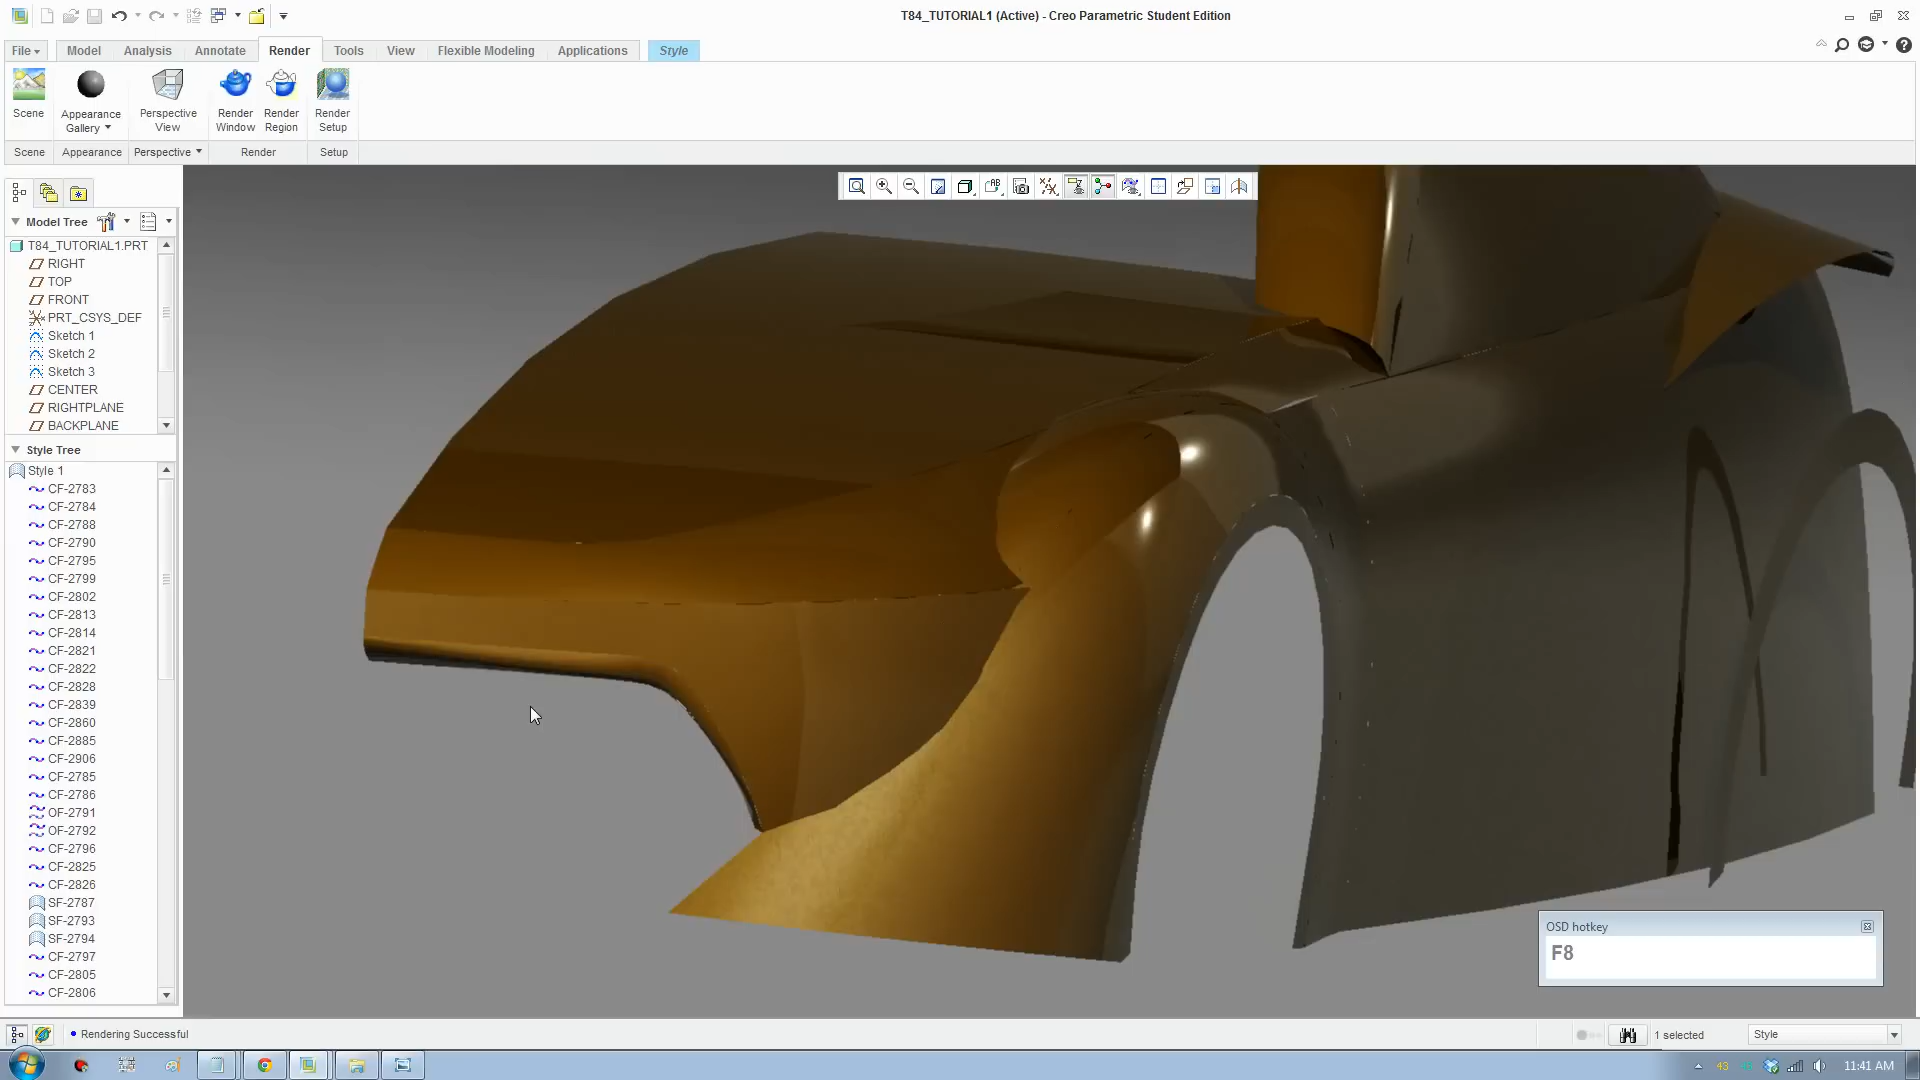 T84_TUTORIAL1 (Active) - Creo Parametric Student Edition
File Model Analysis Annotate Render Tools View Flexible Modeling Applications Style
Scene
Appearance Gallery
Perspective View
Render Window
Render Region
Render Setup
Scene Appearance Perspective Render Setup
Model Tree
T84_TUTORIAL1.PRT
RIGHT
TOP
FRONT
PRT_CSYS_DEF
Sketch 1
Sketch 2
Sketch 3
CENTER
RIGHTPLANE
BACKPLANE
Style Tree
Style 1
CF-2783
CF-2784
CF-2788
CF-2790
CF-2795
CF-2799
CF-2802
CF-2813
CF-2814
CF-2821
CF-2822
CF-2828
CF-2839
CF-2860
CF-2885
CF-2906
CF-2785
CF-2786
OF-2791
OF-2792
CF-2796
CF-2825
CF-2826
SF-2787
SF-2793
SF-2794
CF-2797
CF-2805
CF-2806
OSD hotkey
F8
Rendering Successful
1 selected
Style
43
11:41 AM